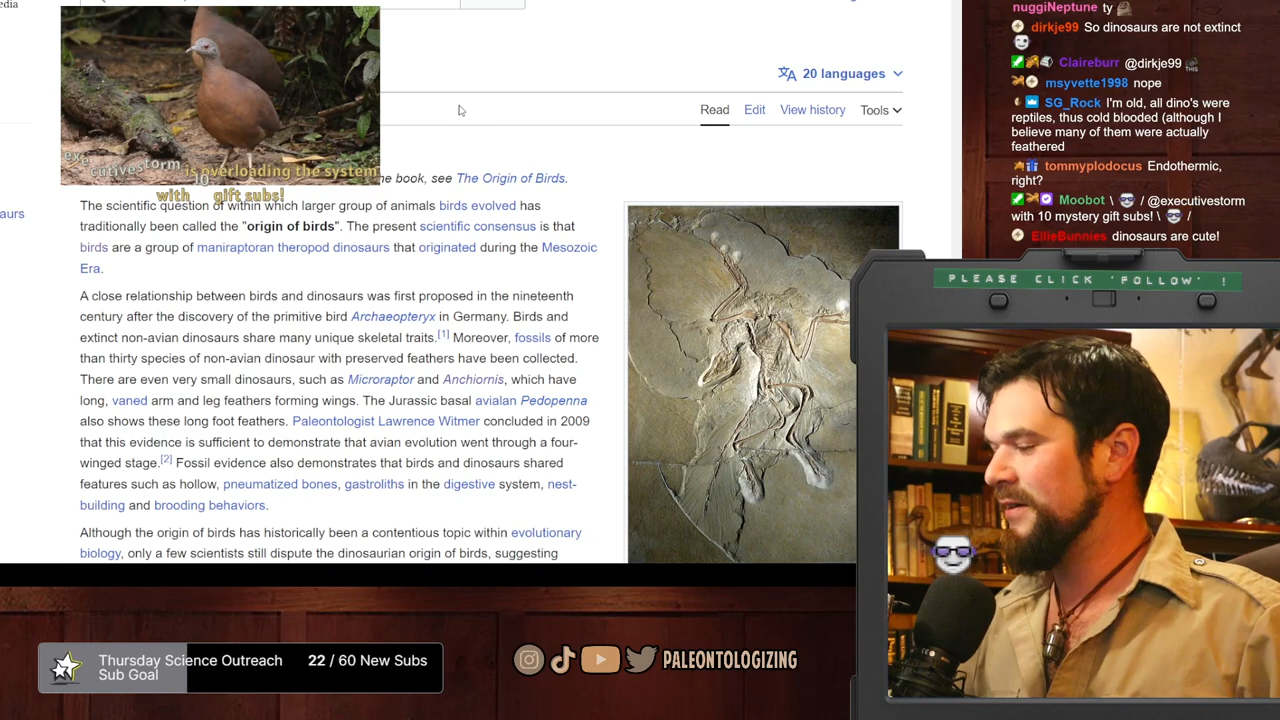 edia
20 languages
Read Edit View history Tools
executivestorm is overloading the system
with 10 gift subs!
he book, see The Origin of Birds.
aurs
The scientific question of within which larger group of animals birds evolved has
traditionally been called the "origin of birds". The present scientific consensus is that
birds are a group of maniraptoran theropod dinosaurs that originated during the Mesozoic
Era.
A close relationship between birds and dinosaurs was first proposed in the nineteenth
century after the discovery of the primitive bird Archaeopteryx in Germany. Birds and
extinct non-avian dinosaurs share many unique skeletal traits.[1] Moreover, fossils of more
than thirty species of non-avian dinosaur with preserved feathers have been collected.
There are even very small dinosaurs, such as Microraptor and Anchiornis, which have
long, vaned arm and leg feathers forming wings. The Jurassic basal avialan Pedopenna
also shows these long foot feathers. Paleontologist Lawrence Witmer concluded in 2009
that this evidence is sufficient to demonstrate that avian evolution went through a four-
winged stage.[2] Fossil evidence also demonstrates that birds and dinosaurs shared
features such as hollow, pneumatized bones, gastroliths in the digestive system, nest-
building and brooding behaviors.
Although the origin of birds has historically been a contentious topic within evolutionary
biology, only a few scientists still dispute the dinosaurian origin of birds, suggesting
nuggiNeptune ty
dirkje99 So dinosaurs are not extinct
Claireburr @dirkje99 THIS
msyvette1998 nope
SG_Rock I'm old, all dino's were
reptiles, thus cold blooded (although I
believe many of them were actually
feathered
tommyplodocus Endothermic,
right?
Moobot \ / @executivestorm
with 10 mystery gift subs! \ /
EllieBunnies dinosaurs are cute!
PLEASE CLICK 'FOLLOW' !
Thursday Science Outreach 22 / 60 New Subs
Sub Goal
PALEONTOLOGIZING